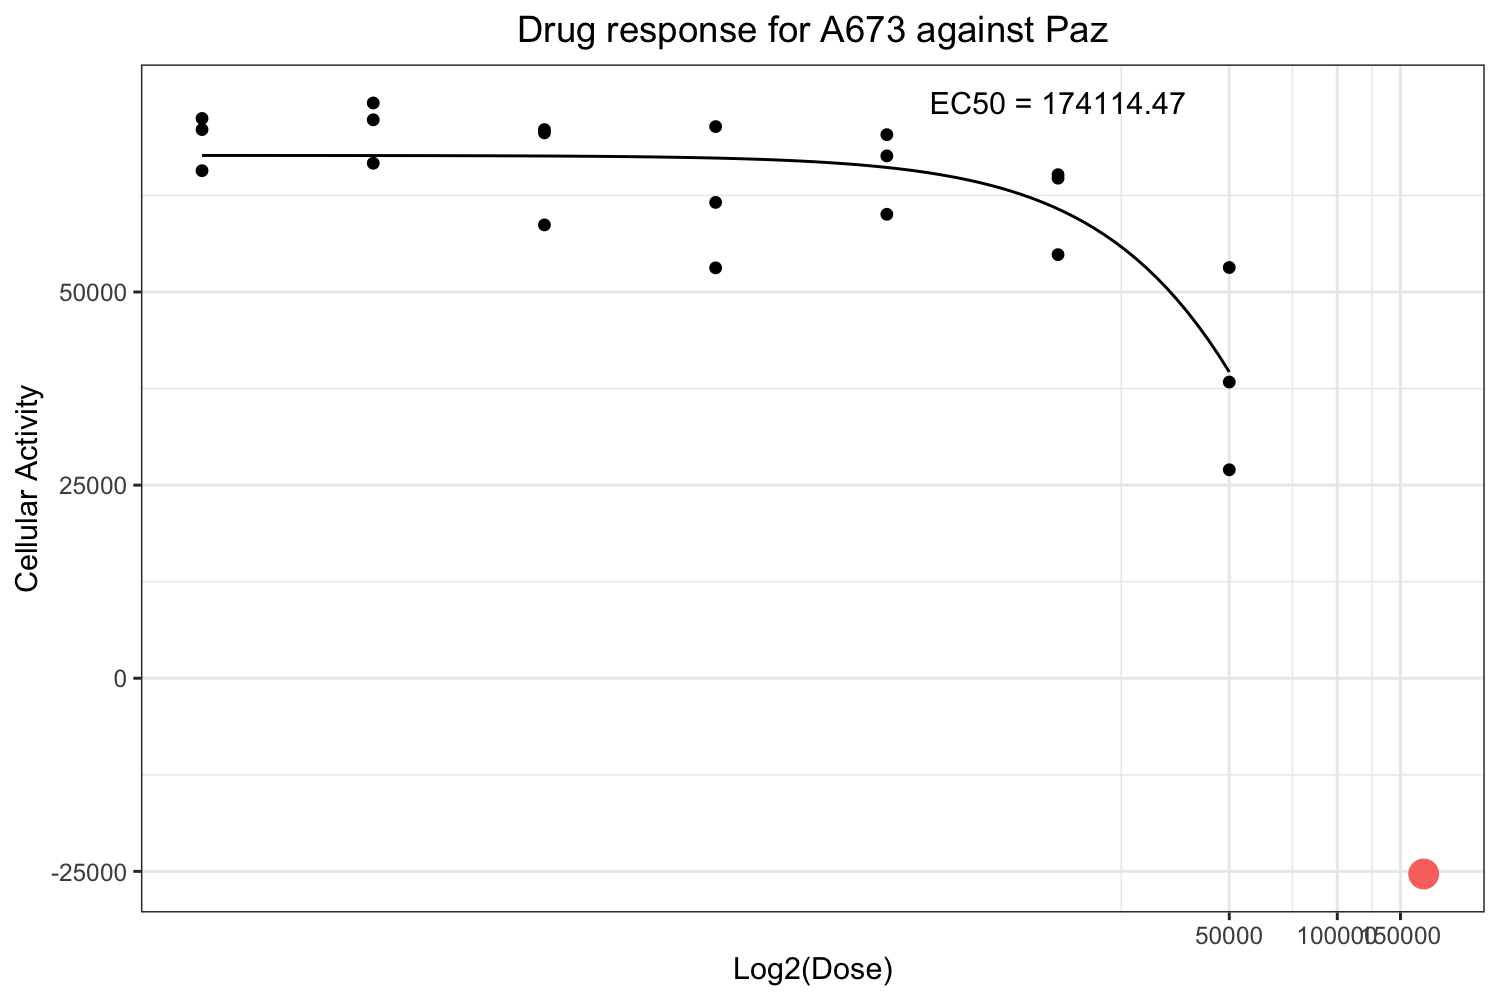 Drug response for A673 against Paz
EC50 = 174114.47
Cellular Activity
50000
25000
0
-25000
50000
100000
150000
Log2(Dose)